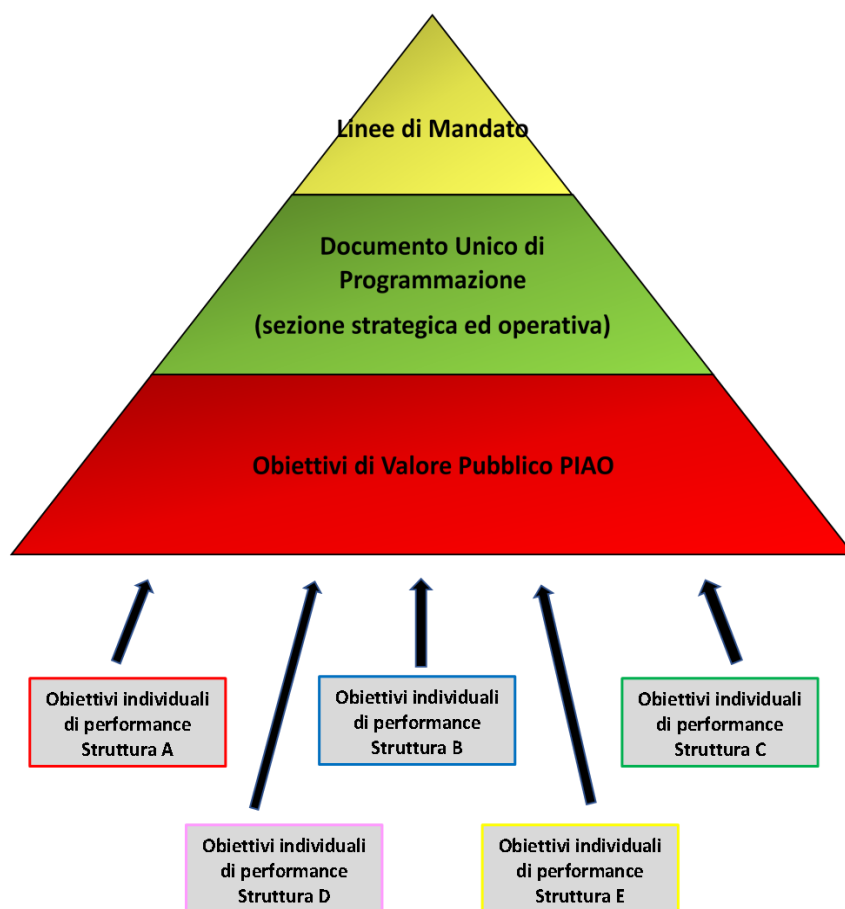 Linee di Mandato
Documento Unico di
Programmazione
(sezione strategica ed operativa)
Obiettivi di Valore Pubblico PIAO
Obiettivi individuali
di performance
Struttura A
Obiettivi individuali
di performance
Struttura B
Obiettivi individuali
di performance
Struttura C
Obiettivi individuali
di performance
Struttura D
Obiettivi individuali
di performance
Struttura E